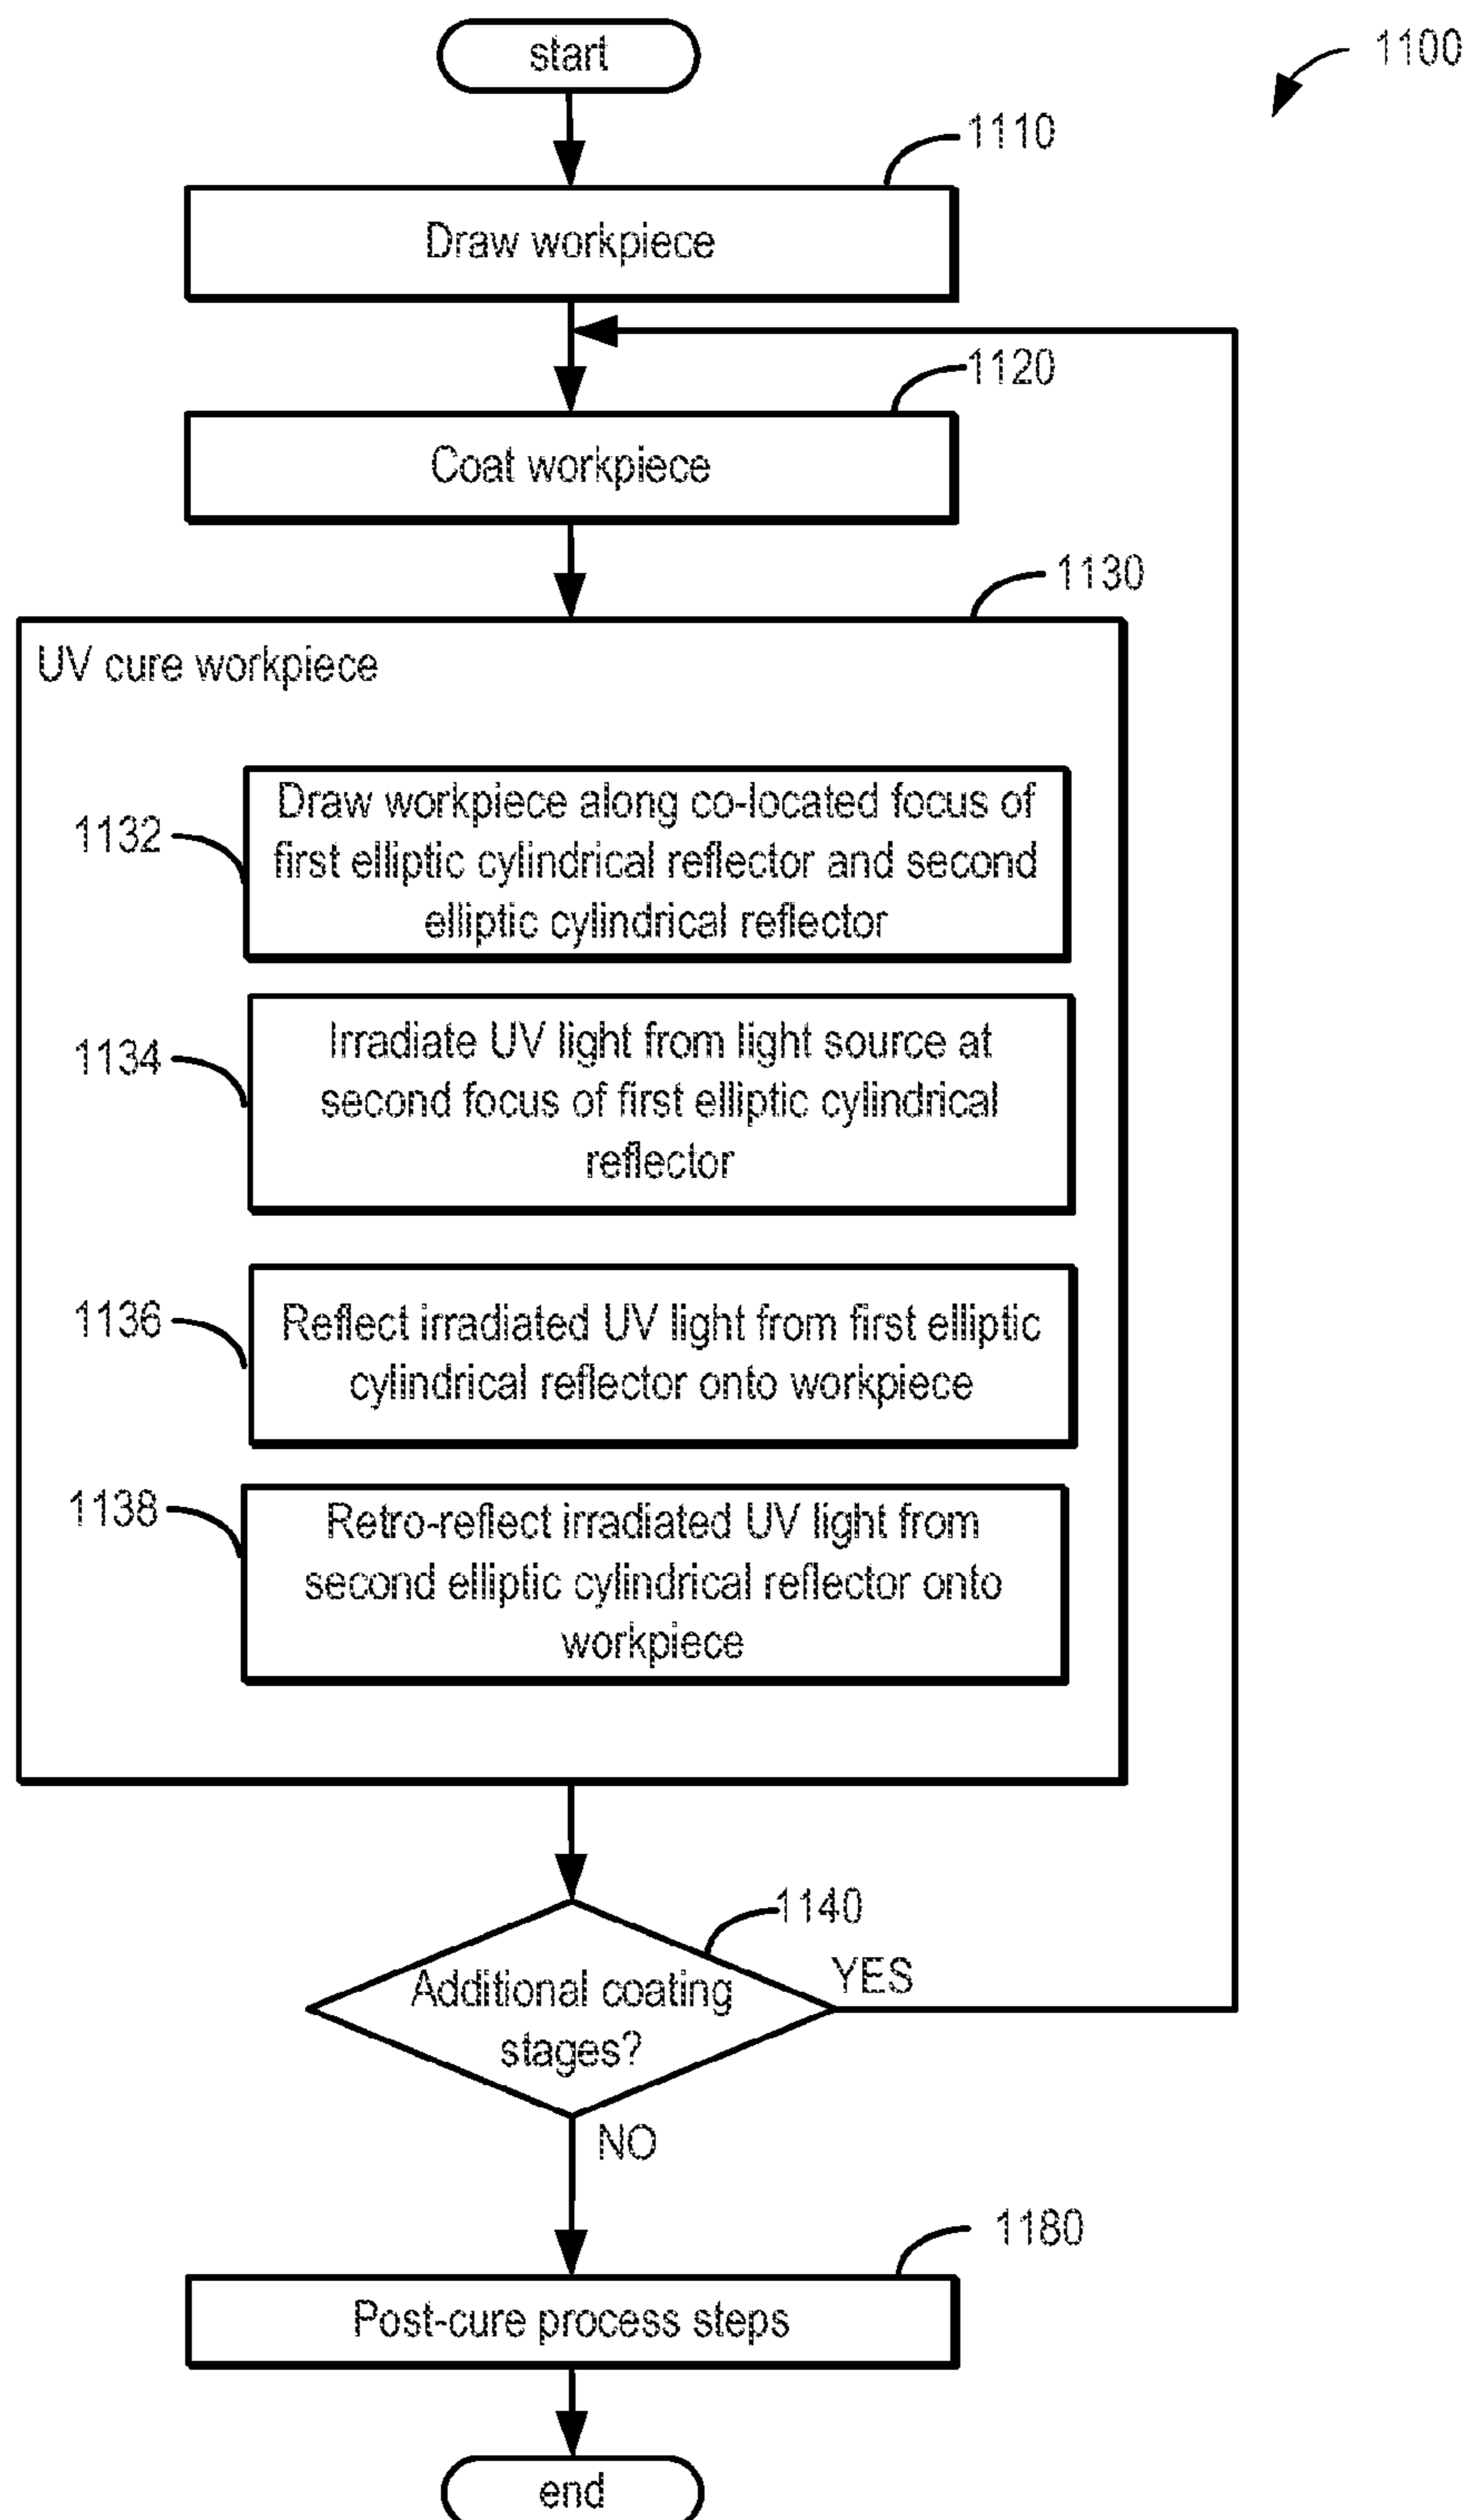 start
1100
1110
Draw workpiece
1120
Coat workpiece
1130
UV cure workpiece
1132
Draw workpiece along co-located focus of
first elliptic cylindrical reflector and second
elliptic cylindrical reflector
1134
Irradiate UV light from light source at
second focus of first elliptic cylindrical
reflector
1136
Reflect irradiated UV light from first elliptic
cylindrical reflector onto workpiece
1138
Retro-reflect irradiated UV light from
second elliptic cylindrical reflector onto
workpiece
1140
YES
Additional coating
stages?
NO
1180
Post-cure process steps
end